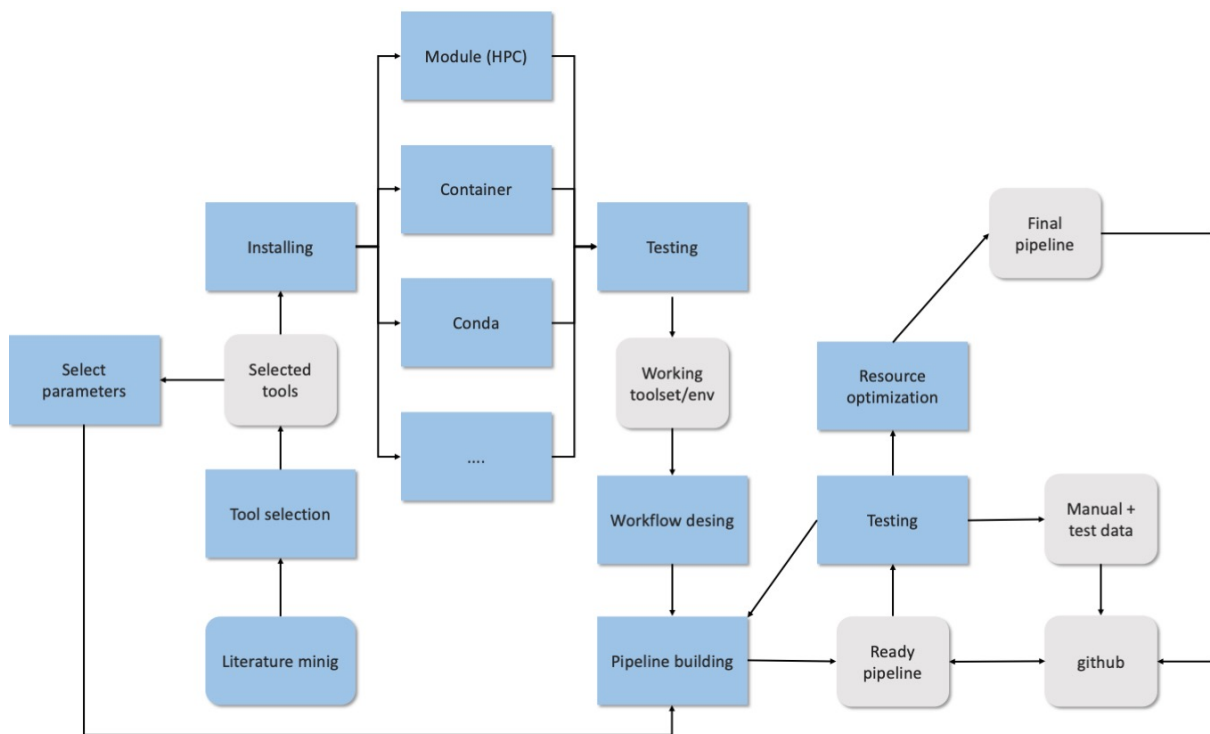 Module (HPC)
Container
Installing
Testing
Final
pipeline
Conda
Select
parameters
Selected
tools
Working
toolset/env
Resource
optimization
....
Tool selection
Workflow desing
Testing
Manual +
test data
Literature minig
Pipeline building
Ready
pipeline
github